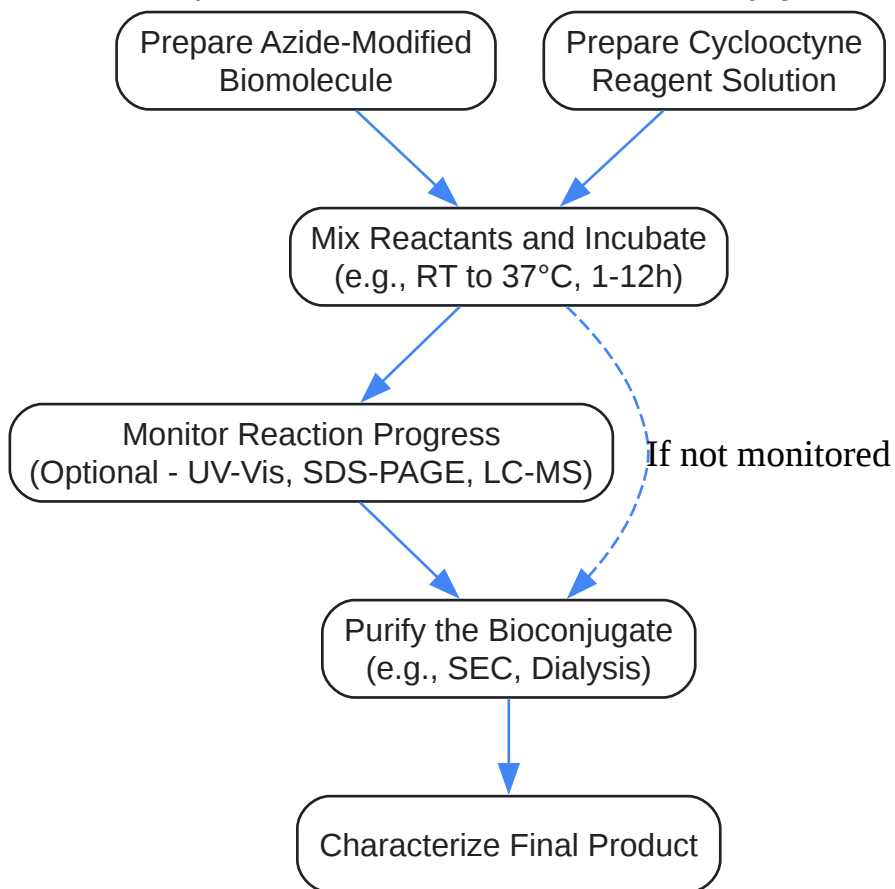 Prepare Azide-Modified
Biomolecule
Prepare Cyclooctyne
Reagent Solution
Mix Reactants and Incubate
(e.g., RT to 37°C, 1-12h)
Monitor Reaction Progress
(Optional - UV-Vis, SDS-PAGE, LC-MS)
If not monitored
Purify the Bioconjugate
(e.g., SEC, Dialysis)
Characterize Final Product